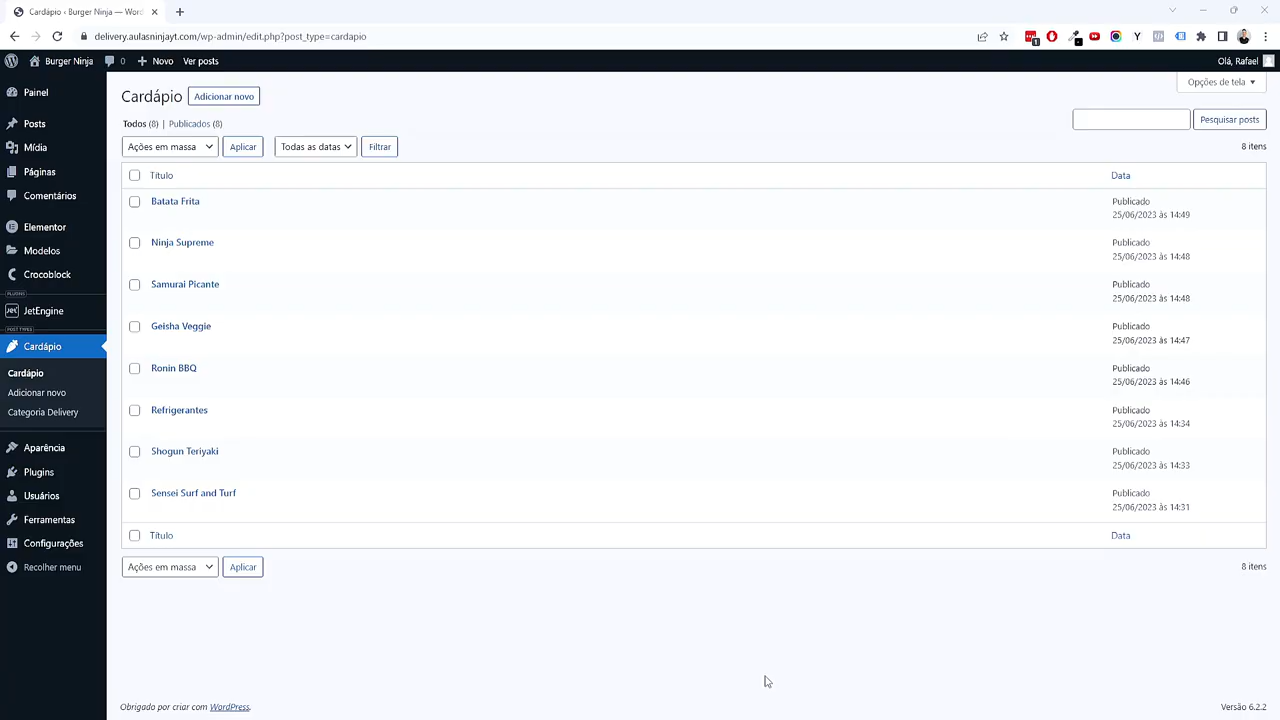 Cardápio ‹ Burger Ninja — Word
delivery.aulasninjayt.com/wp-admin/edit.php?post_type=cardapio
Burger Ninja 0 Novo Ver posts Olá, Rafael
Painel
Posts
Mídia
Páginas
Comentários
Elementor
Modelos
Crocoblock
PLUGINS
JetEngine
POST TYPES
Cardápio
Cardápio
Adicionar novo
Categoria Delivery
Aparência
Plugins
Usuários
Ferramentas
Configurações
Recolher menu
Opções de tela
Cardápio Adicionar novo
Todos (8) | Publicados (8)
Pesquisar posts
Ações em massa Aplicar Todas as datas Filtrar 8 itens
Título Data
Batata Frita Publicado
25/06/2023 às 14:49
Ninja Supreme Publicado
25/06/2023 às 14:48
Samurai Picante Publicado
25/06/2023 às 14:48
Geisha Veggie Publicado
25/06/2023 às 14:47
Ronin BBQ Publicado
25/06/2023 às 14:46
Refrigerantes Publicado
25/06/2023 às 14:34
Shogun Teriyaki Publicado
25/06/2023 às 14:33
Sensei Surf and Turf Publicado
25/06/2023 às 14:31
Título Data
Ações em massa Aplicar 8 itens
Obrigado por criar com WordPress. Versão 6.2.2